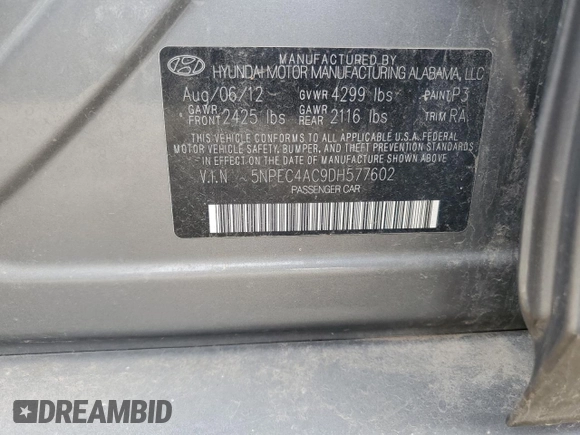 MANUFACTURED BY
HYUNDAI MOTOR MANUFACTURING ALABAMA, LLC
Aug/06/12 GVWR 4299 lbs PAINT P3
GAWR FRONT 2425 lbs GAWR REAR 2116 lbs TRIM RA
THIS VEHICLE CONFORMS TO ALL APPLICABLE U.S.A. FEDERAL
MOTOR VEHICLE SAFETY, BUMPER, AND THEFT PREVENTION
STANDARDS IN EFFECT ON THE
DATE OF MANUFACTURE SHOWN ABOVE.
V.I.N 5NPEC4AC9DH577602
PASSENGER CAR
DREAMBID